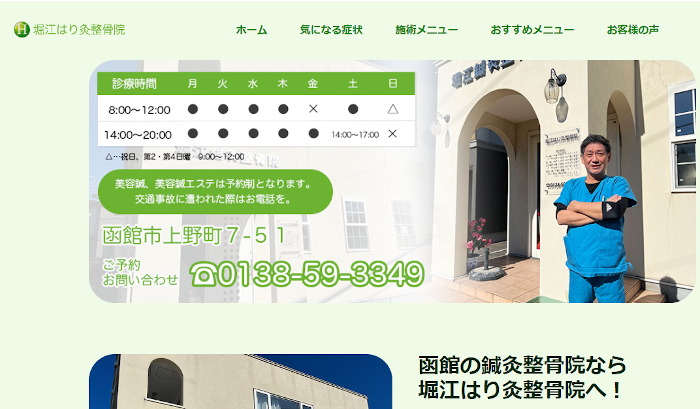 堀江はり灸整骨院
ホーム 気になる症状 施術メニュー おすすめメニュー お客様の声
診療時間 月 火 水 木 金 土 日
8:00〜12:00 ● ● ● ● × ● △
14:00〜20:00 ● ● ● ● ● 14:00〜17:00 ×
△…祝日、第2・第4日曜 9:00〜12:00
美容鍼、美容鍼エステは予約制となります。
交通事故に遭われた際はお電話を。
函館市上野町7-51
ご予約
お問い合わせ ☎0138-59-3349
函館の鍼灸整骨院なら
堀江はり灸整骨院へ！